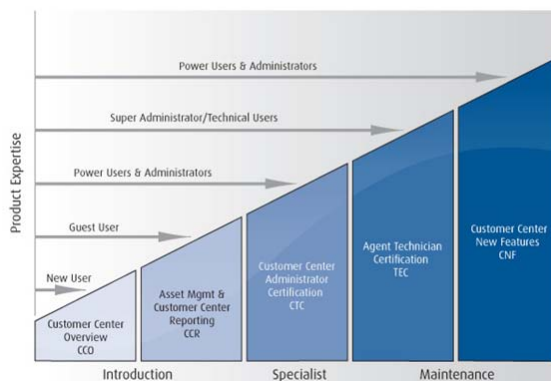 Power Users & Administrators
Super Administrator/Technical Users
Power Users & Administrators
Guest User
New User
Product Expertise
Customer Center
Overview
CCO
Asset Mgmt &
Customer Center
Reporting
CCR
Customer Center
Administrator
Certification
CTC
Agent Technician
Certification
TEC
Customer Center
New Features
CNF
Introduction
Specialist
Maintenance